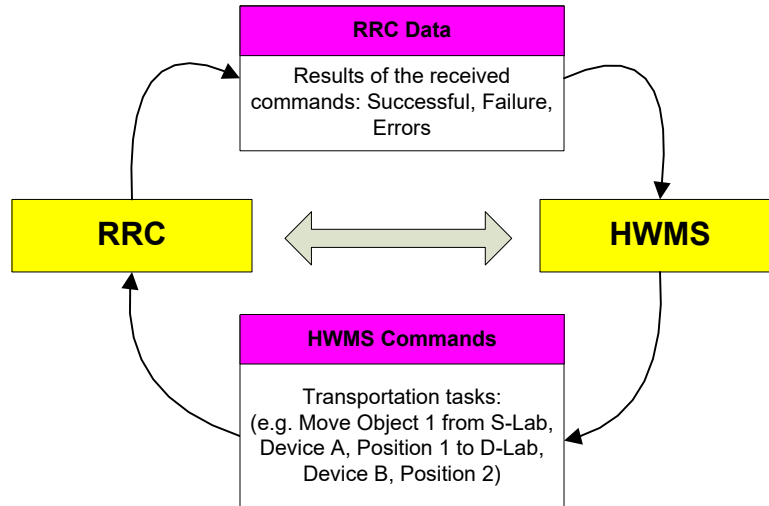 RRC Data
Results of the received
commands: Successful, Failure,
Errors
RRC
HWMS
HWMS Commands
Transportation tasks:
(e.g. Move Object 1 from S-Lab,
Device A, Position 1 to D-Lab,
Device B, Position 2)